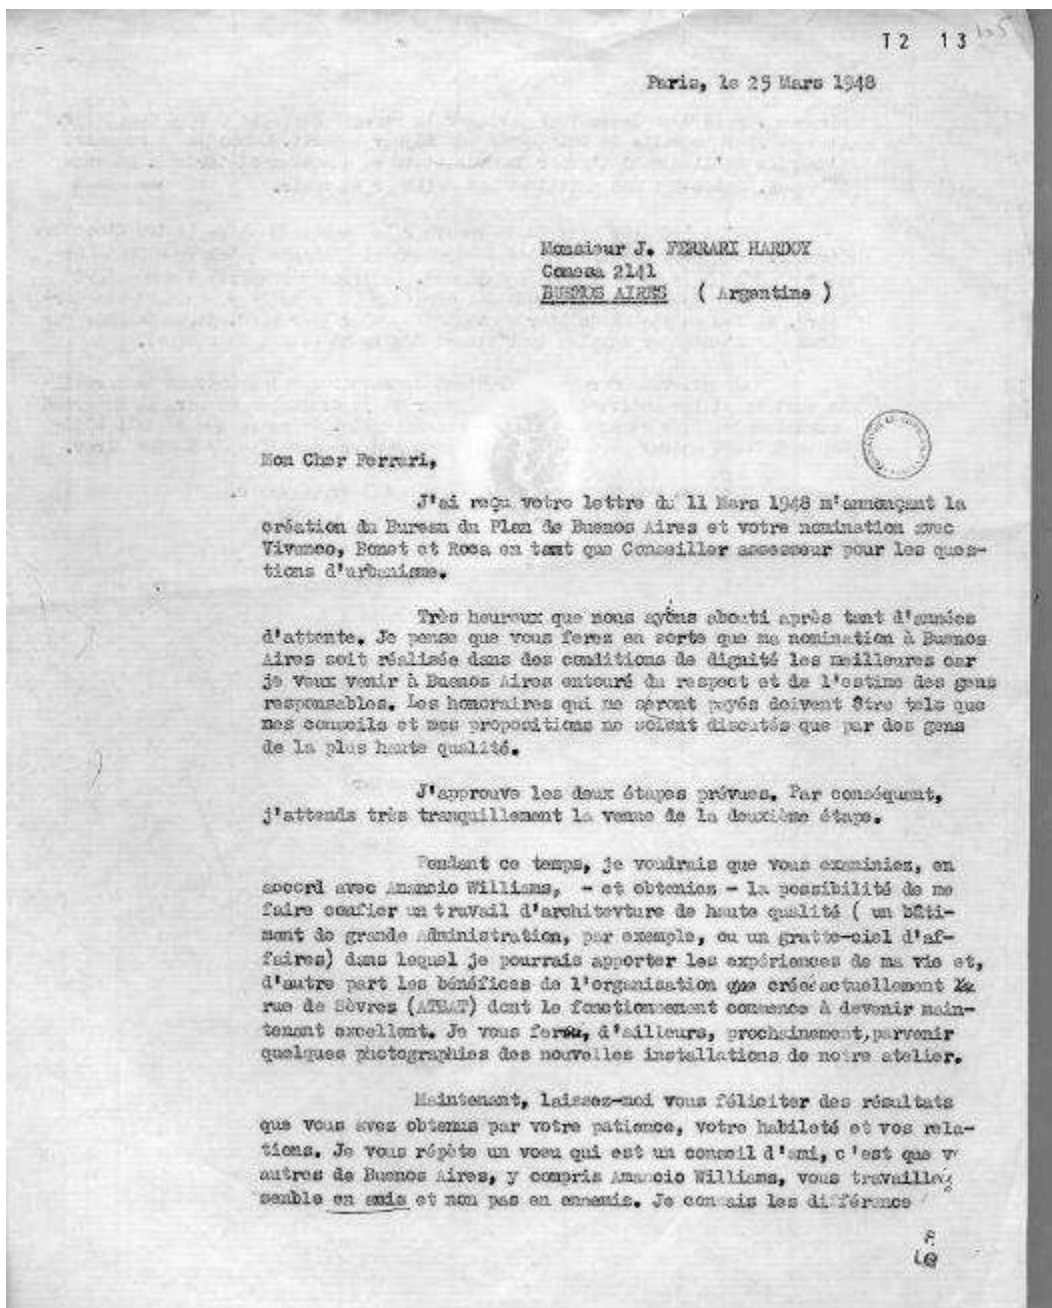 T2 13
Paris, le 25 Mars 1948
Monsieur J. FERRARI HARDOY
Conesa 2141
BUENOS AIRES ( Argentine )
Mon Cher Ferrari,
J'ai reçu votre lettre du 11 Mars 1948 m'annonçant la
création du Bureau du Plan de Buenos Aires et votre nomination avec
Vivanco, Bonet et Roca en tant que Conseiller assesseur pour les ques-
tions d'urbanisme.
Très heureux que nous ayons abouti après tant d'années
d'attente. Je pense que vous ferez en sorte que ma nomination à Buenos
Aires soit réalisée dans des conditions de dignité les meilleures car
je veux venir à Buenos Aires entouré du respect et de l'estime des gens
responsables. Les honoraires qui me seront payés doivent être tels que
mes conseils et mes propositions ne soient discutés que par des gens
de la plus haute qualité.
J'approuve les deux étapes prévues. Par conséquent,
j'attends très tranquillement la venue de la deuxième étape.
Pendant ce temps, je voudrais que vous examiniez, en
accord avec Amancio Williams, - et obteniez - la possibilité de me
faire confier un travail d'architevture de haute qualité ( un bâti-
ment de grande Administration, par exemple, ou un gratte-ciel d'af-
faires) dans lequel je pourrais apporter les expériences de ma vie et,
d'autre part les bénéfices de l'organisation que créée actuellement
rue de Sèvres (ATBAT) dont le fonctionnement commence à devenir main-
tenant excellent. Je vous ferai, d'ailleurs, prochainement, parvenir
quelques photographies des nouvelles installations de notre atelier.
Maintenant, laissez-moi vous féliciter des résultats
que vous avez obtenus par votre patience, votre habileté et vos rela-
tions. Je vous répète un voeu qui est un conseil d'ami, c'est que v
autres de Buenos Aires, y compris Amancio Williams, vous travaillez
semble en amis et non pas en ennemis. Je connais les différence